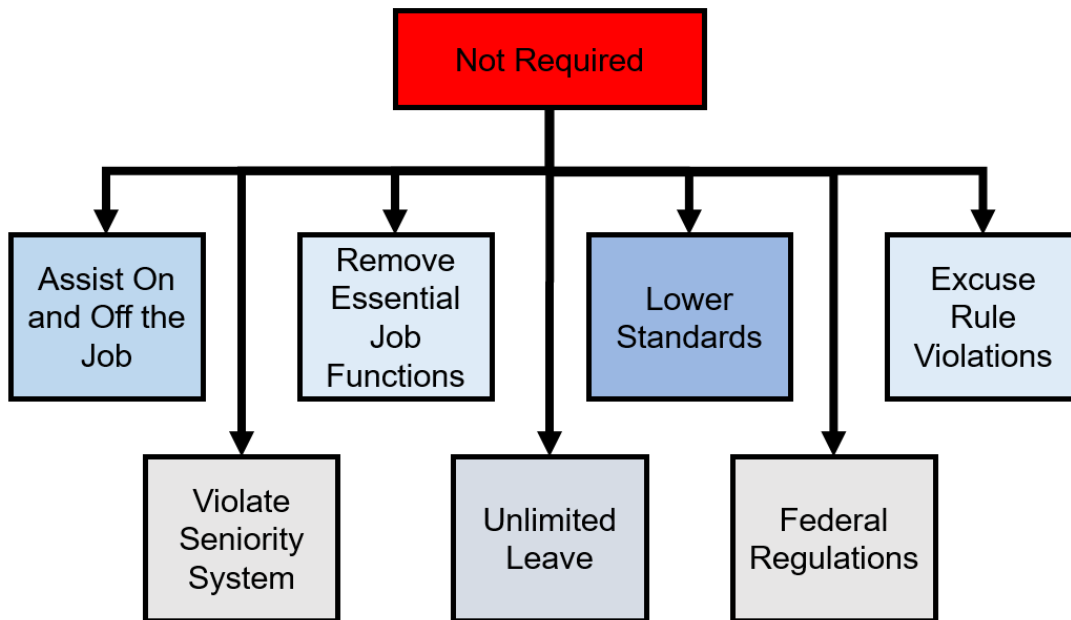 Not Required
Assist On
and Off the
Job
Remove
Essential
Job
Functions
Lower
Standards
Excuse
Rule
Violations
Violate
Seniority
System
Unlimited
Leave
Federal
Regulations